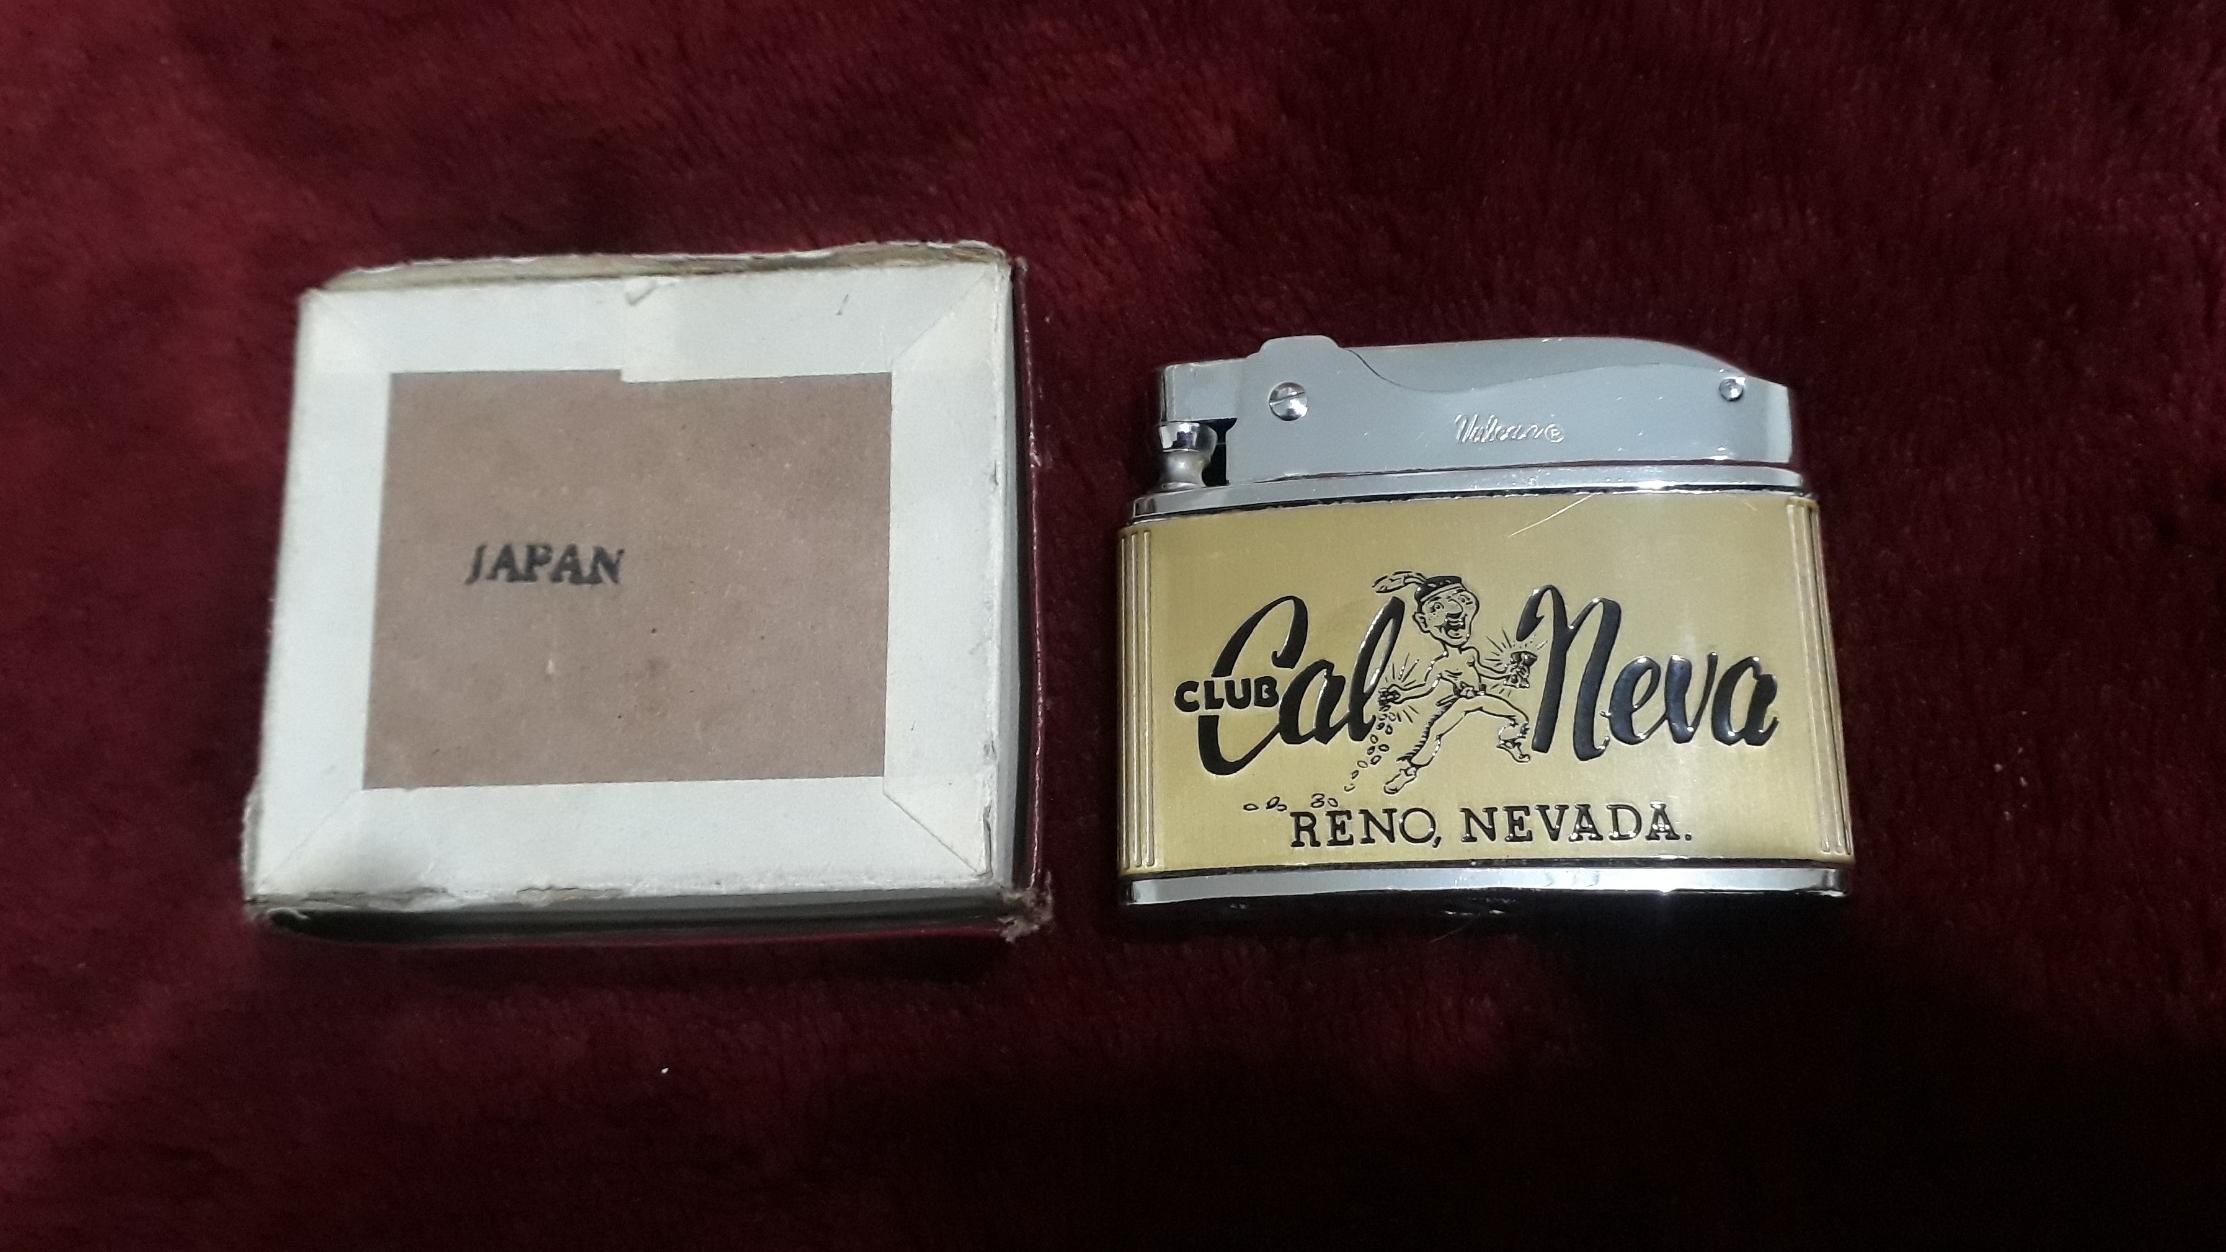 JAPAN
Vulcan®
CLUB Cal Neva
RENO, NEVADA.